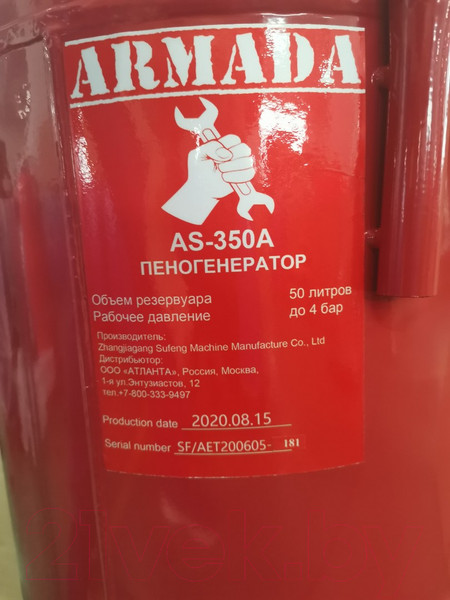 ARMADA
AS-350A
ПЕНОГЕНЕРАТОР
Объем резервуара 50 литров
Рабочее давление до 4 бар
Производитель:
Zhangjiagang Sufeng Machine Manufacture Co., Ltd
Дистрибьютор:
ООО «АТЛАНТА», Россия, Москва,
1-я ул.Энтузиастов, 12
тел.+7-800-333-9497
Production date 2020.08.15
Serial number SF/AET200605- 181